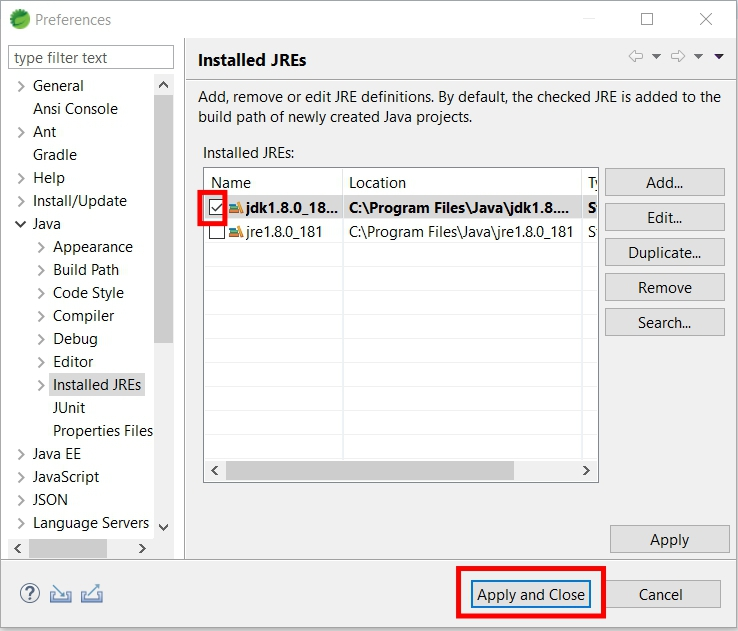 Preferences
type filter text
General
Ansi Console
Ant
Gradle
Help
Install/Update
Java
Appearance
Build Path
Code Style
Compiler
Debug
Editor
Installed JREs
JUnit
Properties Files
Java EE
JavaScript
JSON
Language Servers
Installed JREs
Add, remove or edit JRE definitions. By default, the checked JRE is added to the
build path of newly created Java projects.
Installed JREs:
Name Location Ty
jdk1.8.0_18... C:\Program Files\Java\jdk1.8.... S
jre1.8.0_181 C:\Program Files\Java\jre1.8.0_181 S
Add...
Edit...
Duplicate...
Remove
Search...
Apply
? Apply and Close Cancel